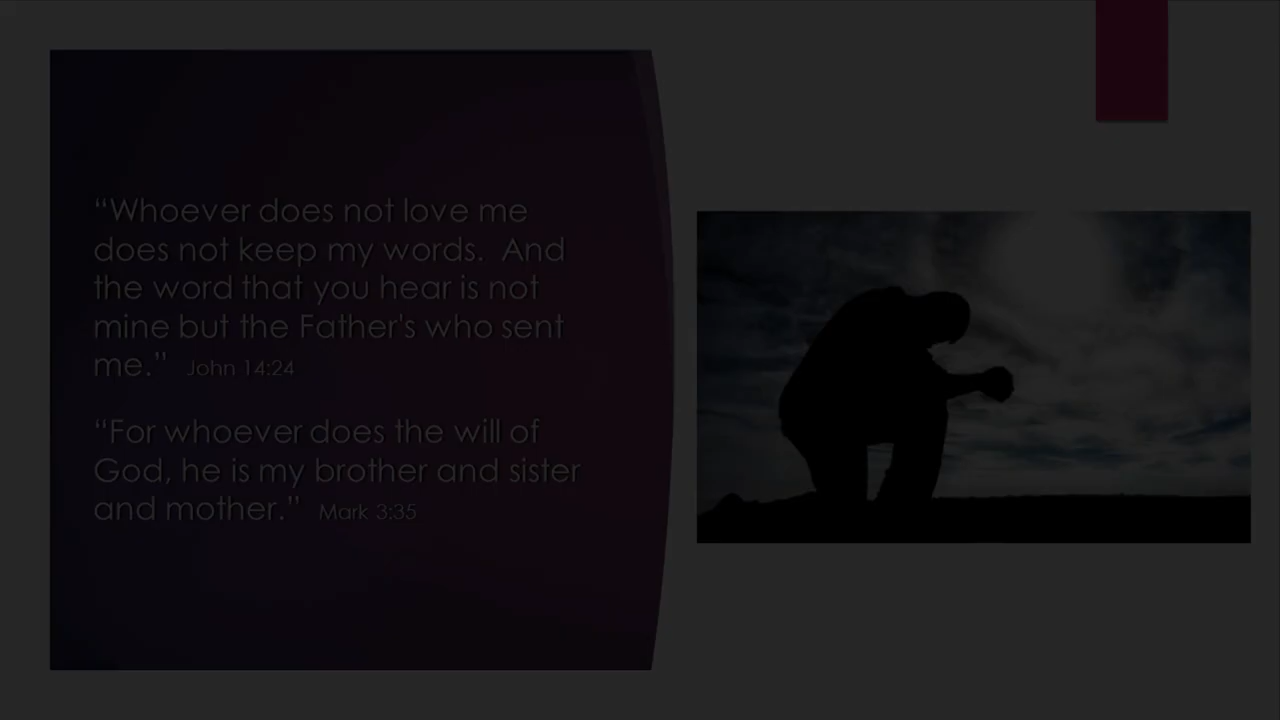 “Whoever does not love me
does not keep my words.  And
the word that you hear is not
mine but the Father's who sent
me.”  John 14:24
“For whoever does the will of
God, he is my brother and sister
and mother.”  Mark 3:35